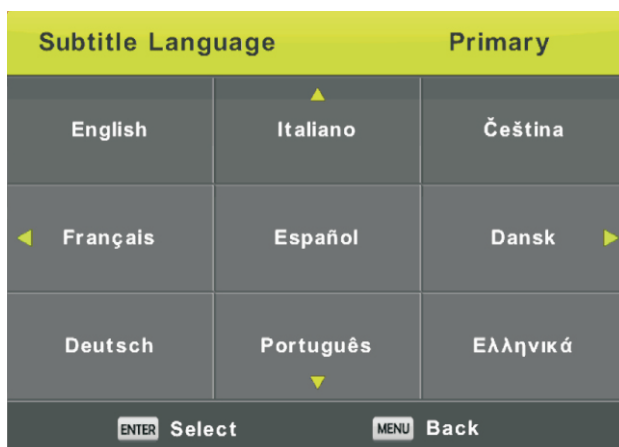 Subtitle Language Primary
English Italiano Čeština
Français Español Dansk
Deutsch Português Ελληνικά
ENTER Select MENU Back